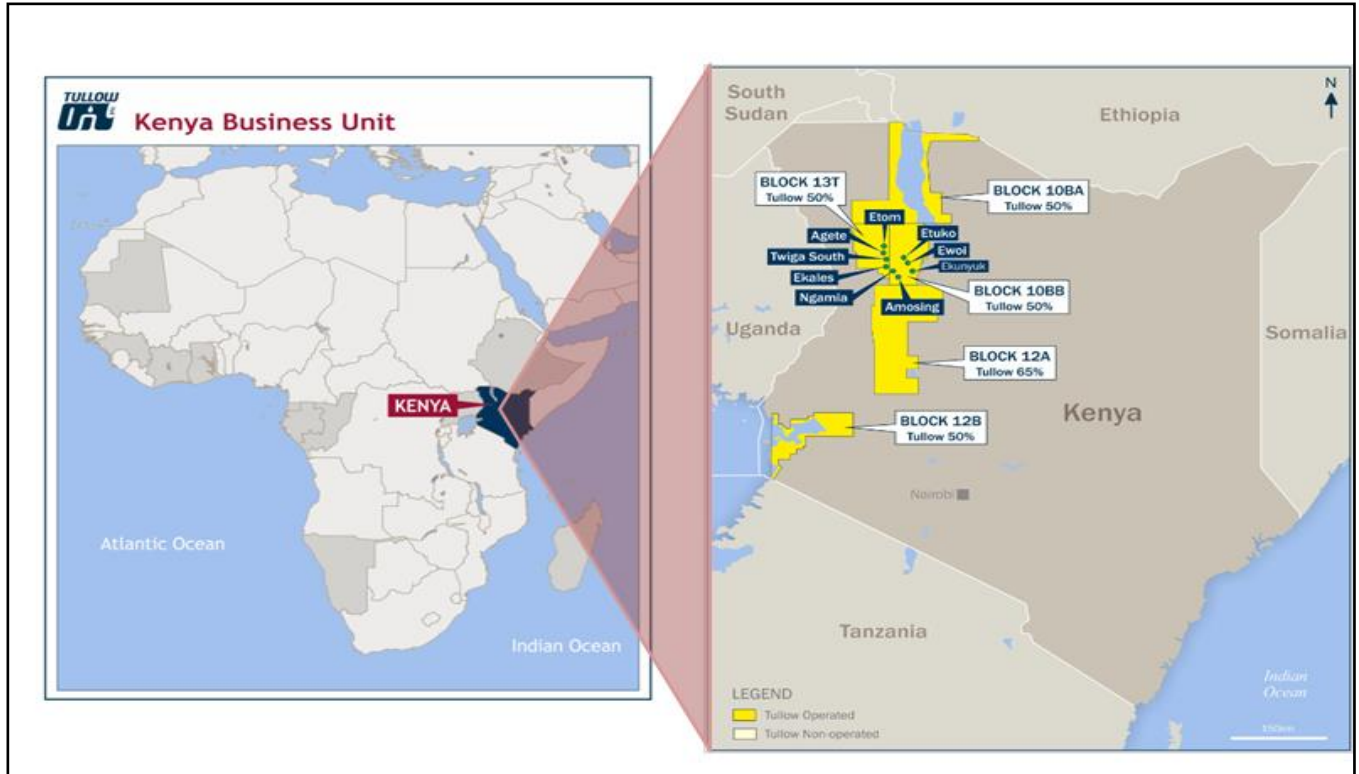 TULLOW
Oil
Kenya Business Unit
KENYA
Atlantic Ocean
Indian Ocean
N
South
Sudan
Ethiopia
BLOCK 13T
Tullow 50%
BLOCK 10BA
Tullow 50%
Etom
Agete
Etuko
Twiga South
Ewoi
Ekales
Ekunyuk
Ngamia
Amosing
BLOCK 10BB
Tullow 50%
Uganda
Somalia
BLOCK 12A
Tullow 65%
Kenya
BLOCK 12B
Tullow 50%
Nairobi
Tanzania
Indian
Ocean
LEGEND
Tullow Operated
Tullow Non-operated
150km